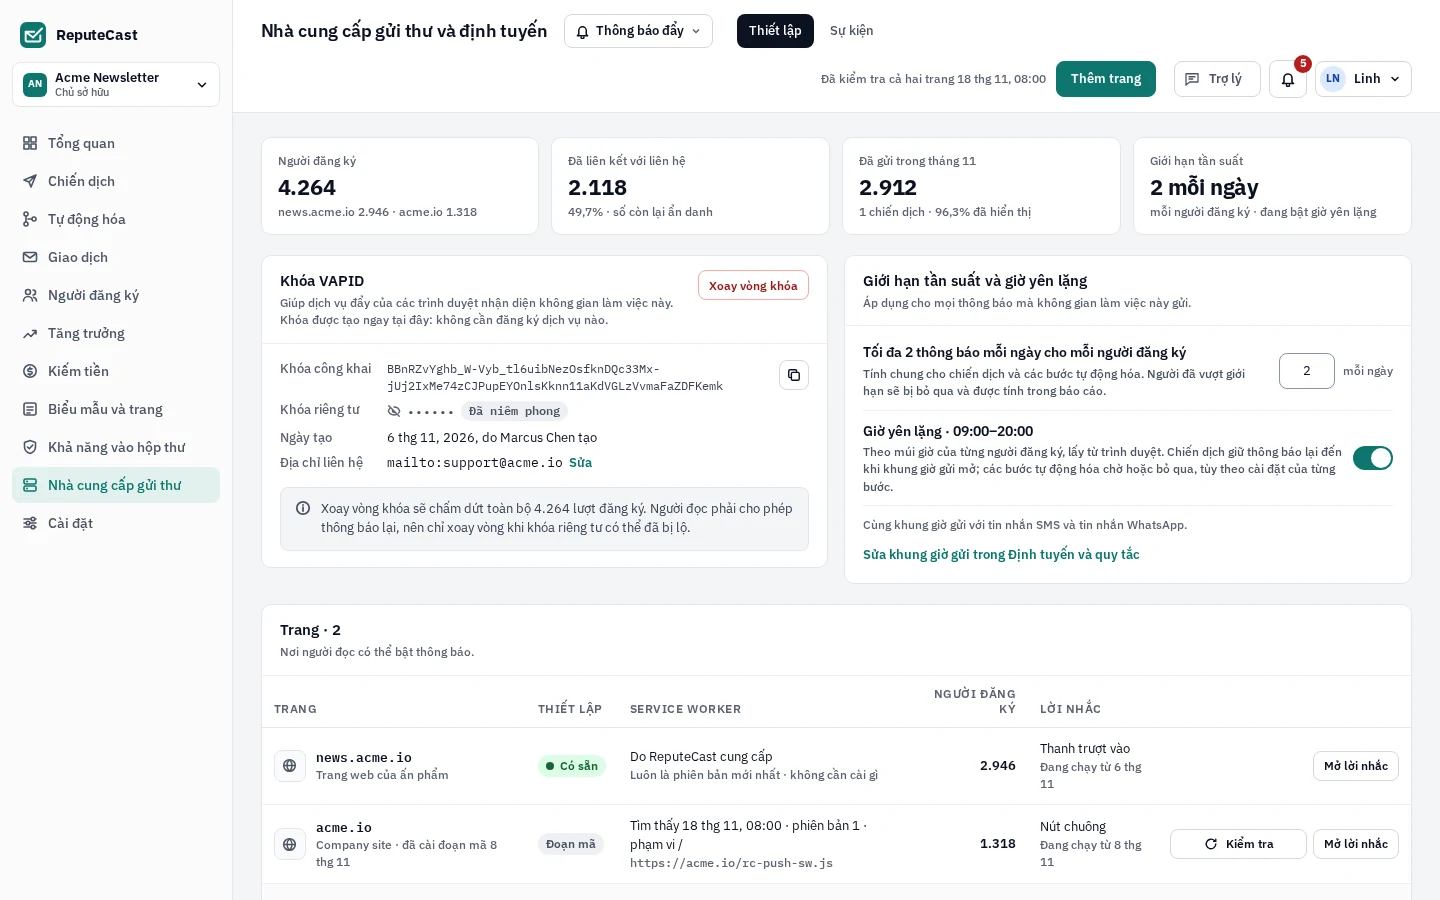 ReputeCast
AN
Acme Newsletter
Chủ sở hữu
Tổng quan
Chiến dịch
Tự động hóa
Giao dịch
Người đăng ký
Tăng trưởng
Kiếm tiền
Biểu mẫu và trang
Khả năng vào hộp thư
Nhà cung cấp gửi thư
Cài đặt
Nhà cung cấp gửi thư và định tuyến
Thông báo đẩy
Thiết lập
Sự kiện
Đã kiểm tra cả hai trang 18 thg 11, 08:00
Thêm trang
Trợ lý
5
LN
Linh
Người đăng ký
4.264
news.acme.io 2.946 · acme.io 1.318
Đã liên kết với liên hệ
2.118
49,7% · số còn lại ẩn danh
Đã gửi trong tháng 11
2.912
1 chiến dịch · 96,3% đã hiển thị
Giới hạn tần suất
2 mỗi ngày
mỗi người đăng ký · đang bật giờ yên lặng
Khóa VAPID
Giúp dịch vụ đẩy của các trình duyệt nhận diện không gian làm việc này.
Khóa được tạo ngay tại đây: không cần đăng ký dịch vụ nào.
Xoay vòng khóa
Khóa công khai
BBnRZvYghb_W-Vyb_tl6uibNezOsfknDQc33Mx-
jUj2IxMe74zCJPupEYOnlsKknn11aKdVGLzVvmaFaZDFKemk
Khóa riêng tư
•••••• Đã niêm phong
Ngày tạo
6 thg 11, 2026, do Marcus Chen tạo
Địa chỉ liên hệ
mailto:support@acme.io Sửa
Xoay vòng khóa sẽ chấm dứt toàn bộ 4.264 lượt đăng ký. Người đọc phải cho phép
thông báo lại, nên chỉ xoay vòng khi khóa riêng tư có thể đã bị lộ.
Giới hạn tần suất và giờ yên lặng
Áp dụng cho mọi thông báo mà không gian làm việc này gửi.
Tối đa 2 thông báo mỗi ngày cho mỗi người đăng ký
Tính chung cho chiến dịch và các bước tự động hóa. Người đã vượt giới
hạn sẽ bị bỏ qua và được tính trong báo cáo.
2
mỗi ngày
Giờ yên lặng · 09:00–20:00
Theo múi giờ của từng người đăng ký, lấy từ trình duyệt. Chiến dịch giữ thông báo lại đến
khi khung giờ gửi mở; các bước tự động hóa chờ hoặc bỏ qua, tùy theo cài đặt của từng
bước.
Cùng khung giờ gửi với tin nhắn SMS và tin nhắn WhatsApp.
Sửa khung giờ gửi trong Định tuyến và quy tắc
Trang · 2
Nơi người đọc có thể bật thông báo.
TRANG
THIẾT LẬP
SERVICE WORKER
NGƯỜI ĐĂNG
KÝ
LỜI NHẮC
news.acme.io
Trang web của ấn phẩm
Có sẵn
Do ReputeCast cung cấp
Luôn là phiên bản mới nhất · không cần cài gì
2.946
Thanh trượt vào
Đang chạy từ 6 thg
11
Mở lời nhắc
acme.io
Company site · đã cài đoạn mã 8
thg 11
Đoạn mã
Tìm thấy 18 thg 11, 08:00 · phiên bản 1 ·
phạm vi /
https://acme.io/rc-push-sw.js
1.318
Nút chuông
Đang chạy từ 8 thg
11
Kiểm tra
Mở lời nhắc